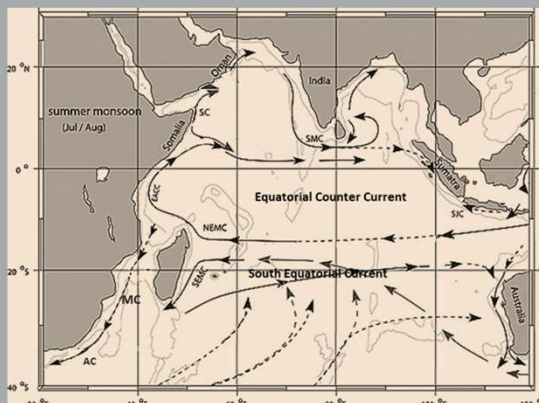 20 °N
India
Oman
summer monsoon
(Jul / Aug)
SC
Somalia
SMC
0 °
Sumatra
EACC
Equatorial Counter Current
SJC
NEMC
20 °S
SEMC
South Equatorial Current
MC
Australia
AC
40 °S